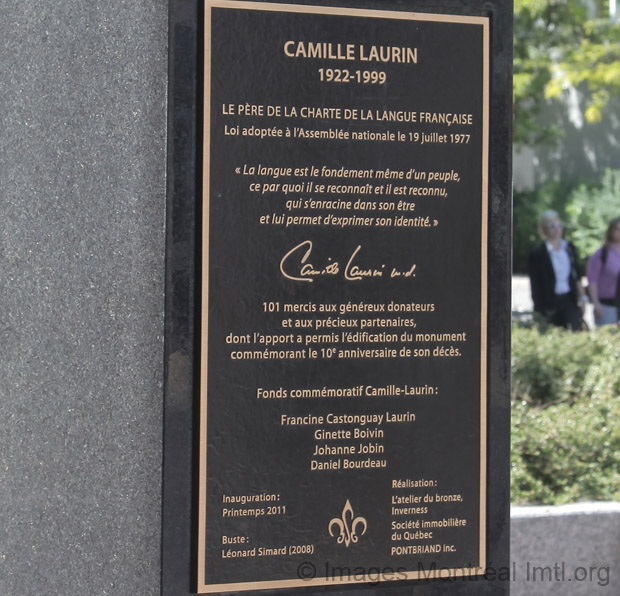 CAMILLE LAURIN
1922-1999
LE PÈRE DE LA CHARTE DE LA LANGUE FRANÇAISE
Loi adoptée à l'Assemblée nationale le 19 juillet 1977
« La langue est le fondement même d'un peuple,
ce par quoi il se reconnaît et il est reconnu,
qui s'enracine dans son être
et lui permet d'exprimer son identité. »
Camille Laurin m.d.
101 mercis aux généreux donateurs
et aux précieux partenaires,
dont l'apport a permis l'édification du monument
commémorant le 10e anniversaire de son décès.
Fonds commémoratif Camille-Laurin :
Francine Castonguay Laurin
Ginette Boivin
Johanne Jobin
Daniel Bourdeau
Inauguration :
Printemps 2011
Buste :
Léonard Simard (2008)
Réalisation :
L'atelier du bronze,
Inverness
Société immobilière
du Québec
PONTBRIAND inc.
© Images Montréal Imtl.org